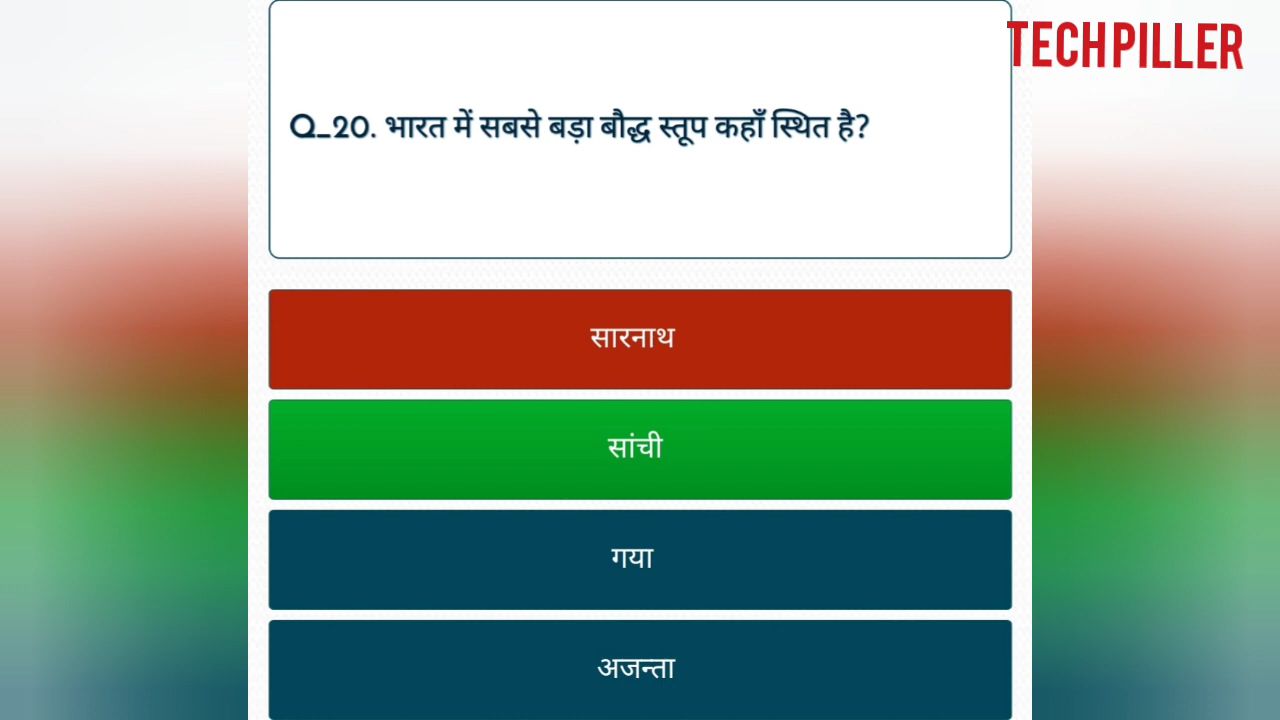 TECHPILLER
Q_20. भारत में सबसे बड़ा बौद्ध स्तूप कहाँ स्थित है?
सारनाथ
सांची
गया
अजन्ता